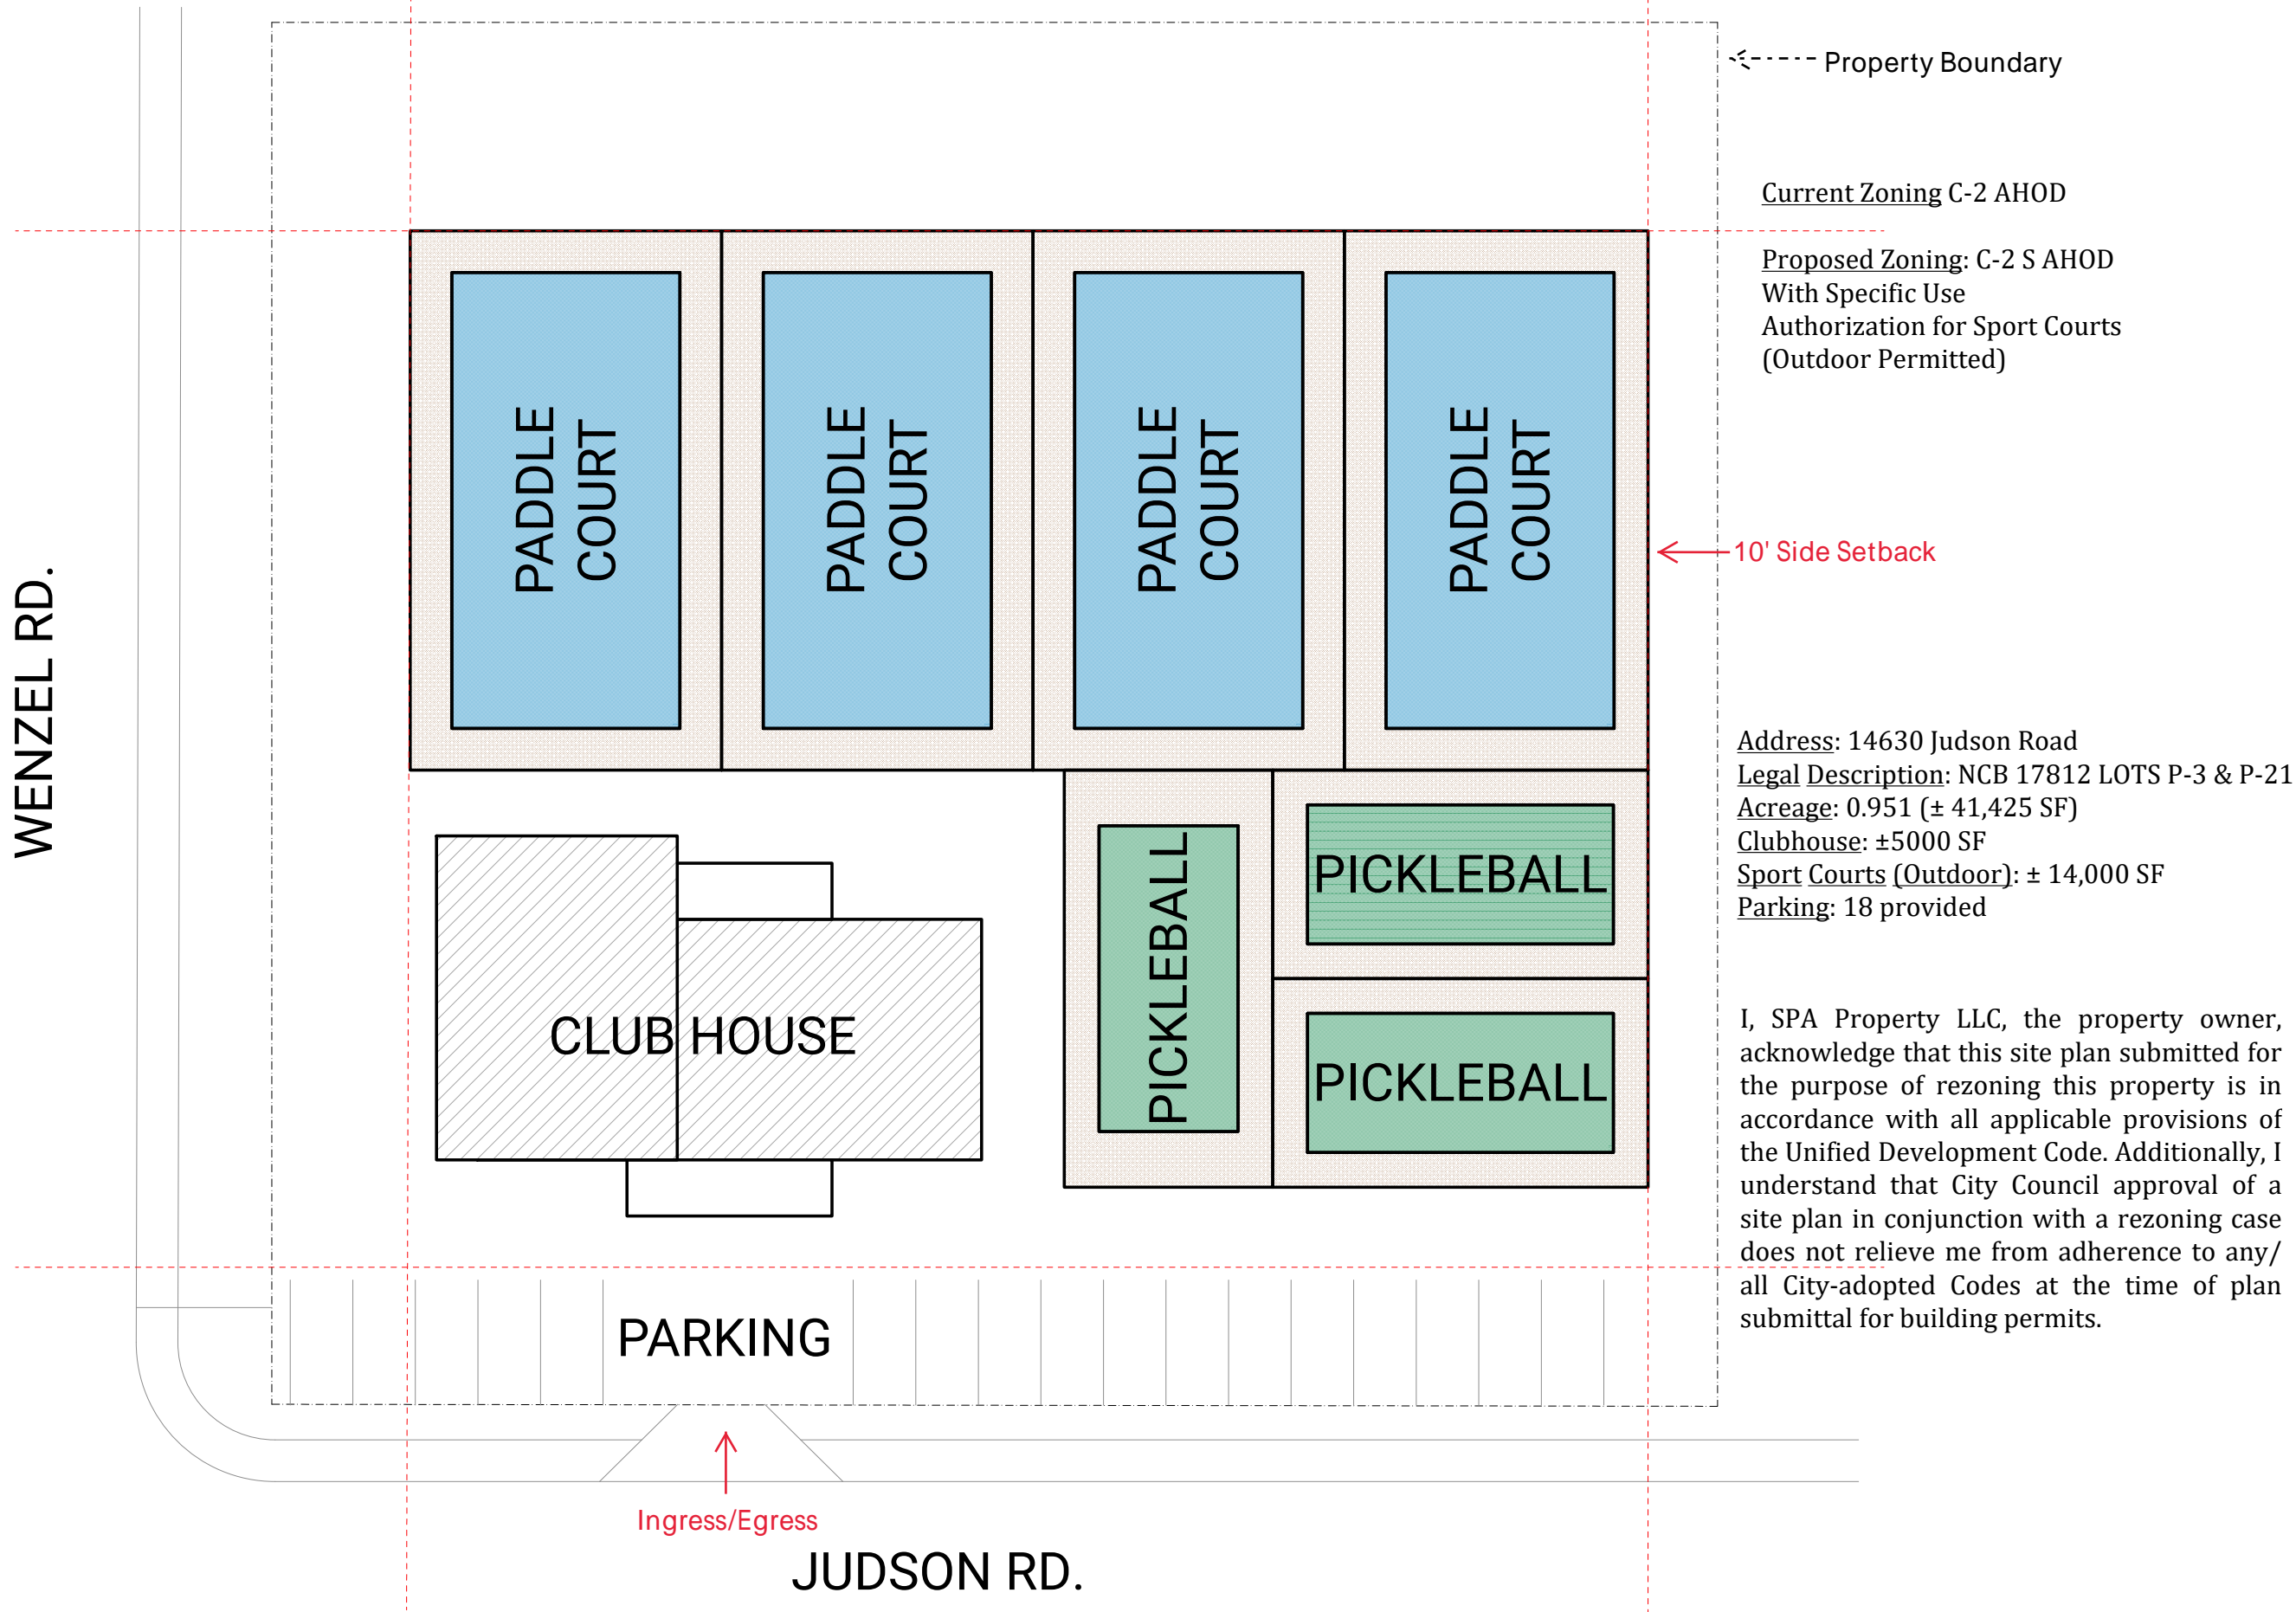 Property Boundary
Current Zoning C-2 AHOD
Proposed Zoning: C-2 S AHOD
With Specific Use
Authorization for Sport Courts
(Outdoor Permitted)
PADDLE
COURT
PADDLE
COURT
PADDLE
COURT
PADDLE
COURT
10' Side Setback
WENZEL RD.
Address: 14630 Judson Road
Legal Description: NCB 17812 LOTS P-3 & P-21
Acreage: 0.951 (± 41,425 SF)
Clubhouse: ±5000 SF
Sport Courts (Outdoor): ± 14,000 SF
Parking: 18 provided
PICKLEBALL
PICKLEBALL
PICKLEBALL
CLUB HOUSE
I, SPA Property LLC, the property owner,
acknowledge that this site plan submitted for
the purpose of rezoning this property is in
accordance with all applicable provisions of
the Unified Development Code. Additionally, I
understand that City Council approval of a
site plan in conjunction with a rezoning case
does not relieve me from adherence to any/
all City-adopted Codes at the time of plan
submittal for building permits.
PARKING
Ingress/Egress
JUDSON RD.